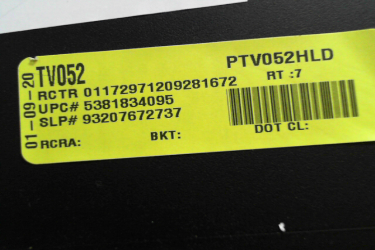 01-09-20
TV052
PTV052HLD
RCTR 01172971209281672
RT :7
UPC# 5381834095
SLP# 93207672737
RCRA:
BKT:
DOT CL: